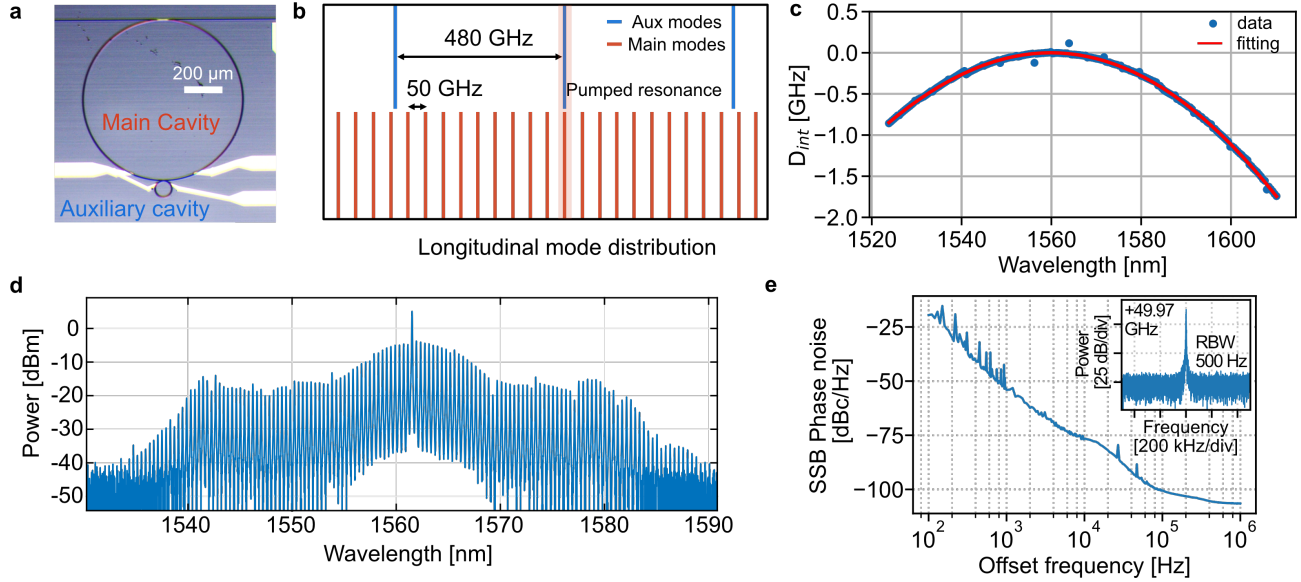 a
200 μm
Main Cavity
Auxiliary cavity
b
Aux modes
Main modes
480 GHz
50 GHz
Pumped resonance
Longitudinal mode distribution
c
D_int [GHz]
0.5
0.0
−0.5
−1.0
−1.5
−2.0
data
fitting
1520 1540 1560 1580 1600
Wavelength [nm]
d
Power [dBm]
0
-10
-20
-30
-40
-50
1540 1550 1560 1570 1580 1590
Wavelength [nm]
e
SSB Phase noise
[dBc/Hz]
−25
−50
−75
−100
+49.97
GHz
RBW
500 Hz
Power
[25 dB/div]
Frequency
[200 kHz/div]
10^2 10^3 10^4 10^5 10^6
Offset frequency [Hz]